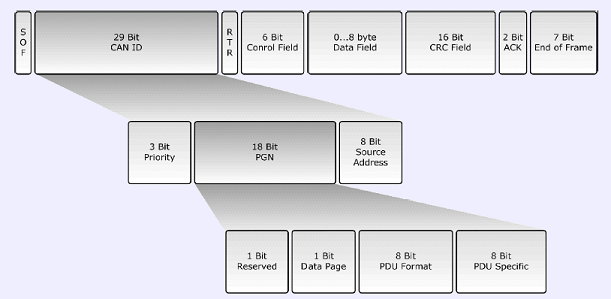 SOF
29 Bit
CAN ID
RTR
6 Bit
Conrol Field
0...8 byte
Data Field
16 Bit
CRC Field
2 Bit
ACK
7 Bit
End of Frame
3 Bit
Priority
18 Bit
PGN
8 Bit
Source
Address
1 Bit
Reserved
1 Bit
Data Page
8 Bit
PDU Format
8 Bit
PDU Specific